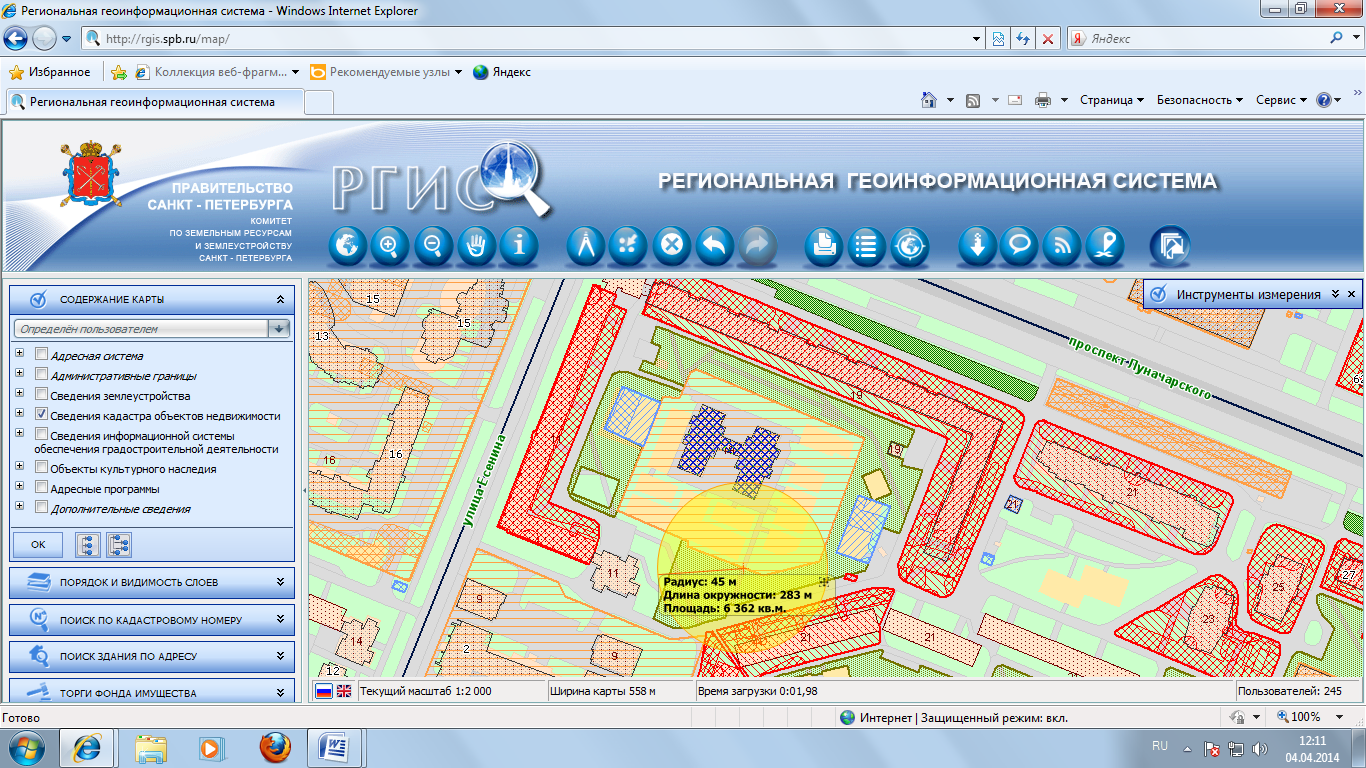 Региональная геоинформационная система - Windows Internet Explorer
http://rgis.spb.ru/map/
Яндекс
Избранное
Коллекция веб-фрагм...
Рекомендуемые узлы
Яндекс
Региональная геоинформационная система
Страница
Безопасность
Сервис
ПРАВИТЕЛЬСТВО
САНКТ - ПЕТЕРБУРГА
КОМИТЕТ
ПО ЗЕМЕЛЬНЫМ РЕСУРСАМ
И ЗЕМЛЕУСТРОЙСТВУ
САНКТ - ПЕТЕРБУРГА
РГИС
РЕГИОНАЛЬНАЯ ГЕОИНФОРМАЦИОННАЯ СИСТЕМА
СОДЕРЖАНИЕ КАРТЫ
Определён пользователем
Адресная система
Административные границы
Сведения землеустройства
Сведения кадастра объектов недвижимости
Сведения информационной системы
обеспечения градостроительной деятельности
Объекты культурного наследия
Адресные программы
Дополнительные сведения
ОК
ПОРЯДОК И ВИДИМОСТЬ СЛОЕВ
ПОИСК ПО КАДАСТРОВОМУ НОМЕРУ
ПОИСК ЗДАНИЯ ПО АДРЕСУ
ТОРГИ ФОНДА ИМУЩЕСТВА
Инструменты измерения
проспект Луначарского
улица Есенина
15
15
13
16
16
19
19
21
21
25
27
23
11
11
9
2
9
14
12
21
21
21
Радиус: 45 м
Длина окружности: 283 м
Площадь: 6 362 кв.м.
Текущий масштаб 1:2 000
Ширина карты 558 м
Время загрузки 0:01,98
Пользователей: 245
Готово
Интернет | Защищенный режим: вкл.
100%
RU
12:11
04.04.2014